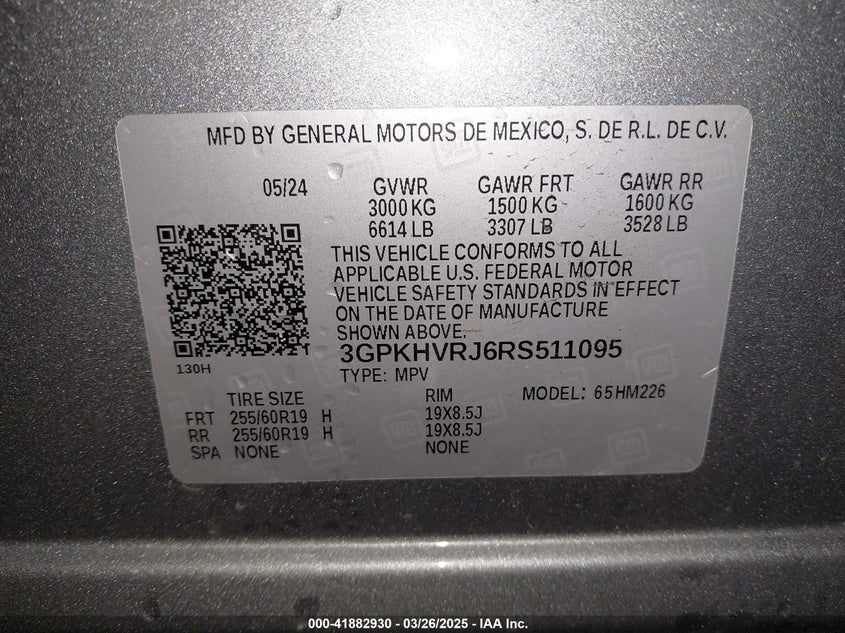 MFD BY GENERAL MOTORS DE MEXICO, S. DE R.L. DE C.V.
05/24 GVWR GAWR FRT GAWR RR
3000 KG 1500 KG 1600 KG
6614 LB 3307 LB 3528 LB
THIS VEHICLE CONFORMS TO ALL
APPLICABLE U.S. FEDERAL MOTOR
VEHICLE SAFETY STANDARDS IN EFFECT
ON THE DATE OF MANUFACTURE
SHOWN ABOVE.
3GPKHVRJ6RS511095
130H
TYPE: MPV
TIRE SIZE RIM MODEL: 65HM226
FRT 255/60R19 H 19X8.5J
RR 255/60R19 H 19X8.5J
SPA NONE NONE
000-41882930 - 03/26/2025 - IAA Inc.